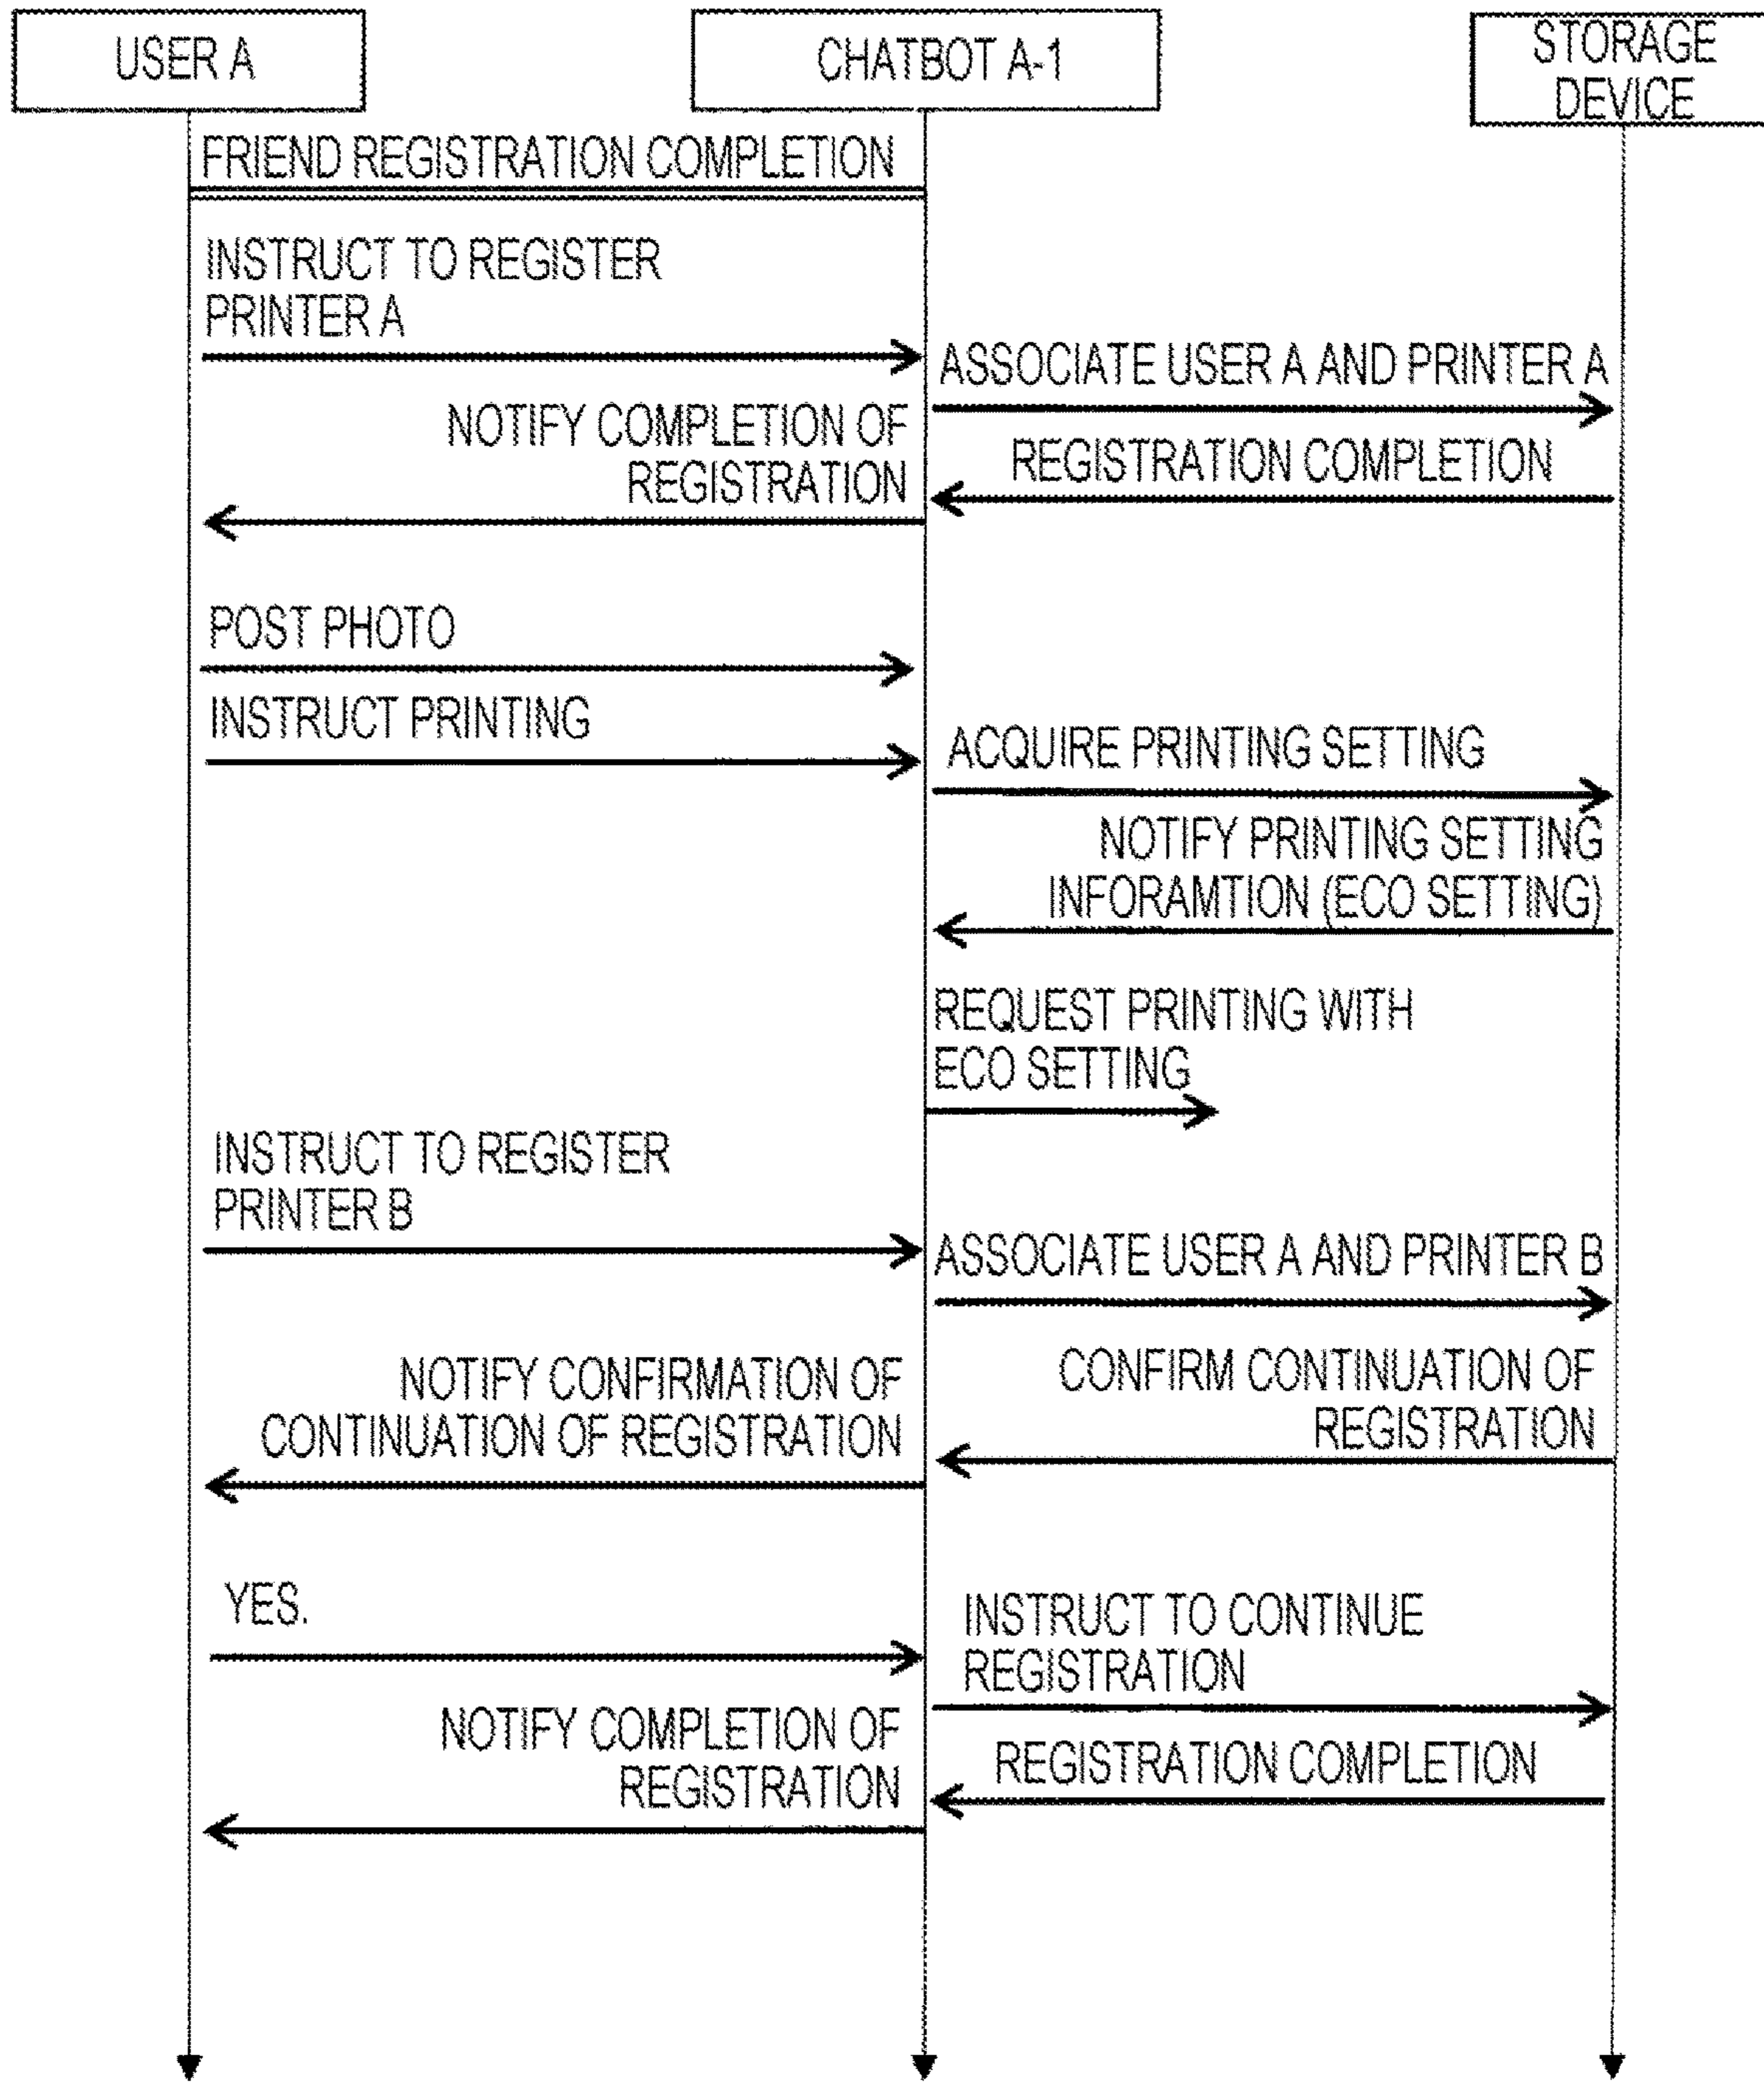 USER A
CHATBOT A-1
STORAGE
DEVICE
FRIEND REGISTRATION COMPLETION
INSTRUCT TO REGISTER
PRINTER A
ASSOCIATE USER A AND PRINTER A
NOTIFY COMPLETION OF
REGISTRATION
REGISTRATION COMPLETION
POST PHOTO
INSTRUCT PRINTING
ACQUIRE PRINTING SETTING
NOTIFY PRINTING SETTING
INFORAMTION (ECO SETTING)
REQUEST PRINTING WITH
ECO SETTING
INSTRUCT TO REGISTER
PRINTER B
ASSOCIATE USER A AND PRINTER B
NOTIFY CONFIRMATION OF
CONTINUATION OF REGISTRATION
CONFIRM CONTINUATION OF
REGISTRATION
YES.
INSTRUCT TO CONTINUE
REGISTRATION
NOTIFY COMPLETION OF
REGISTRATION
REGISTRATION COMPLETION